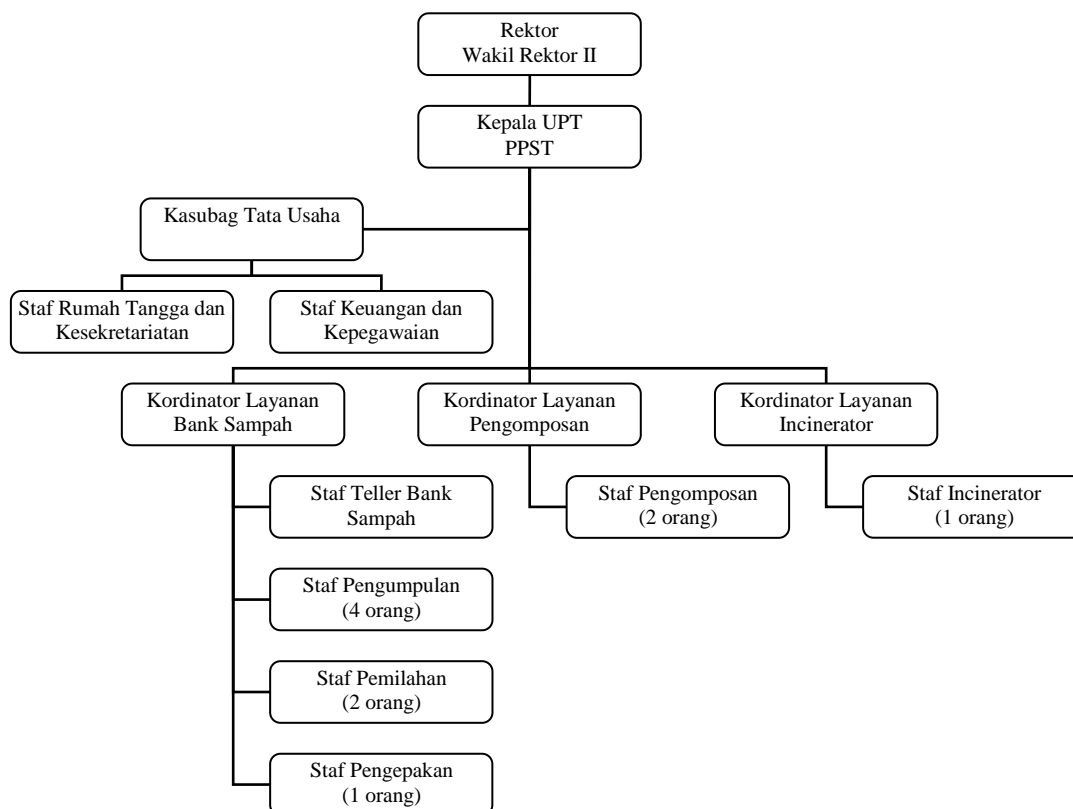 Rektor
Wakil Rektor II
Kepala UPT
PPST
Kasubag Tata Usaha
Staf Rumah Tangga dan
Kesekretariatan
Staf Keuangan dan
Kepegawaian
Kordinator Layanan
Bank Sampah
Kordinator Layanan
Pengomposan
Kordinator Layanan
Incinerator
Staf Teller Bank
Sampah
Staf Pengomposan
(2 orang)
Staf Incinerator
(1 orang)
Staf Pengumpulan
(4 orang)
Staf Pemilahan
(2 orang)
Staf Pengepakan
(1 orang)